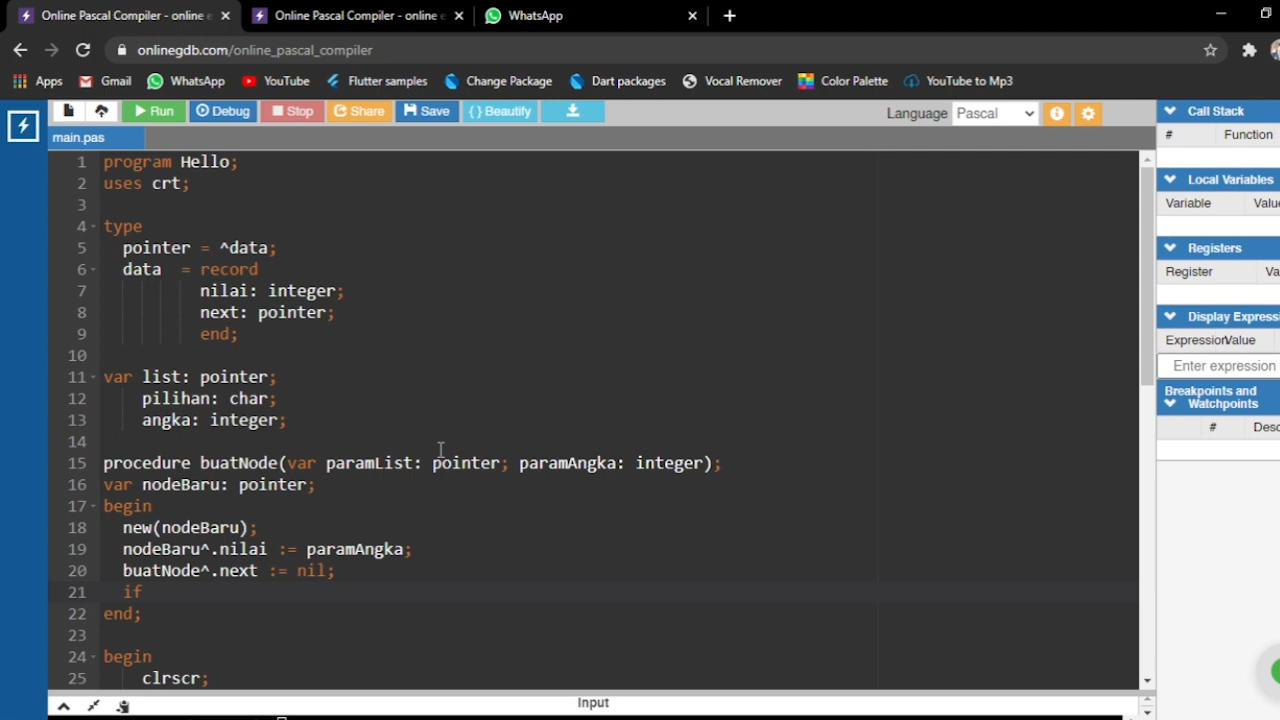 Online Pascal Compiler - online e
Online Pascal Compiler - online e
WhatsApp
onlinegdb.com/online_pascal_compiler
Apps Gmail WhatsApp YouTube Flutter samples Change Package Dart packages Vocal Remover Color Palette YouTube to Mp3
Run Debug Stop Share Save { } Beautify
Language Pascal
main.pas
1 program Hello;
2 uses crt;
3
4 type
5 pointer = ^data;
6 data = record
7 nilai: integer;
8 next: pointer;
9 end;
10
11 var list: pointer;
12 pilihan: char;
13 angka: integer;
14
15 procedure buatNode(var paramList: pointer; paramAngka: integer);
16 var nodeBaru: pointer;
17 begin
18 new(nodeBaru);
19 nodeBaru^.nilai := paramAngka;
20 buatNode^.next := nil;
21 if
22 end;
23
24 begin
25 clrscr;
Input
Call Stack
# Function
Local Variables
Variable Value
Registers
Register Va
Display Expressi
Expression Value
Enter expression
Breakpoints and
Watchpoints
# Desc